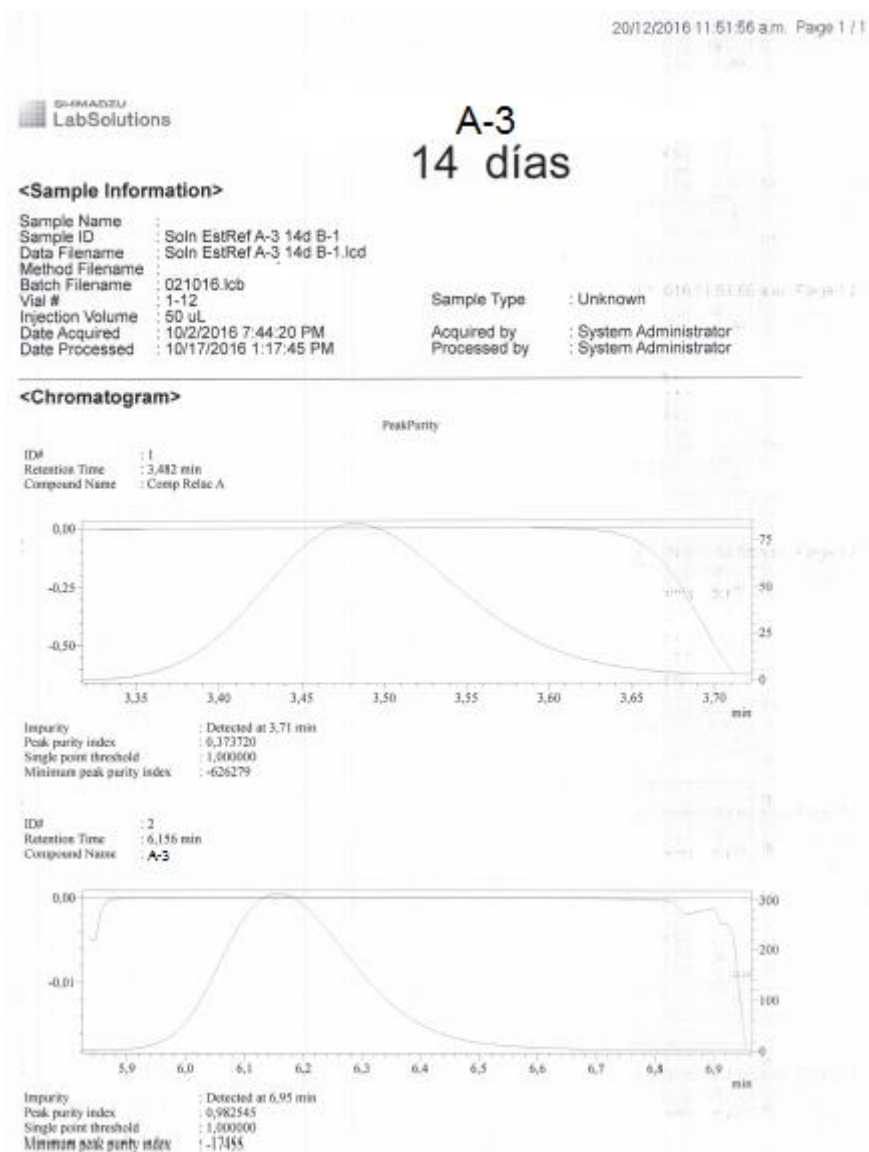 20/12/2016 11:51:56 a.m. Page 1 / 1
SHIMADZU
LabSolutions
A-3
14 días
<Sample Information>
Sample Name :
Sample ID : Soln EstRef A-3 14d B-1
Data Filename : Soln EstRef A-3 14d B-1.lcd
Method Filename :
Batch Filename : 021016.lcb
Vial # : 1-12 Sample Type : Unknown
Injection Volume : 50 uL
Date Acquired : 10/2/2016 7:44:20 PM Acquired by : System Administrator
Date Processed : 10/17/2016 1:17:45 PM Processed by : System Administrator
<Chromatogram>
PeakPurity
ID# : 1
Retention Time : 3,482 min
Compound Name : Comp Relac A
0,00
-0,25
-0,50
75
50
25
0
3,35 3,40 3,45 3,50 3,55 3,60 3,65 3,70
min
Impurity : Detected at 3,71 min
Peak purity index : 0,373720
Single point threshold : 1,000000
Minimum peak purity index : -626279
ID# : 2
Retention Time : 6,156 min
Compound Name : A-3
0,00
-0,01
300
200
100
0
5,9 6,0 6,1 6,2 6,3 6,4 6,5 6,6 6,7 6,8 6,9
min
Impurity : Detected at 6,95 min
Peak purity index : 0,982545
Single point threshold : 1,000000
Minimum peak purity index : -17455